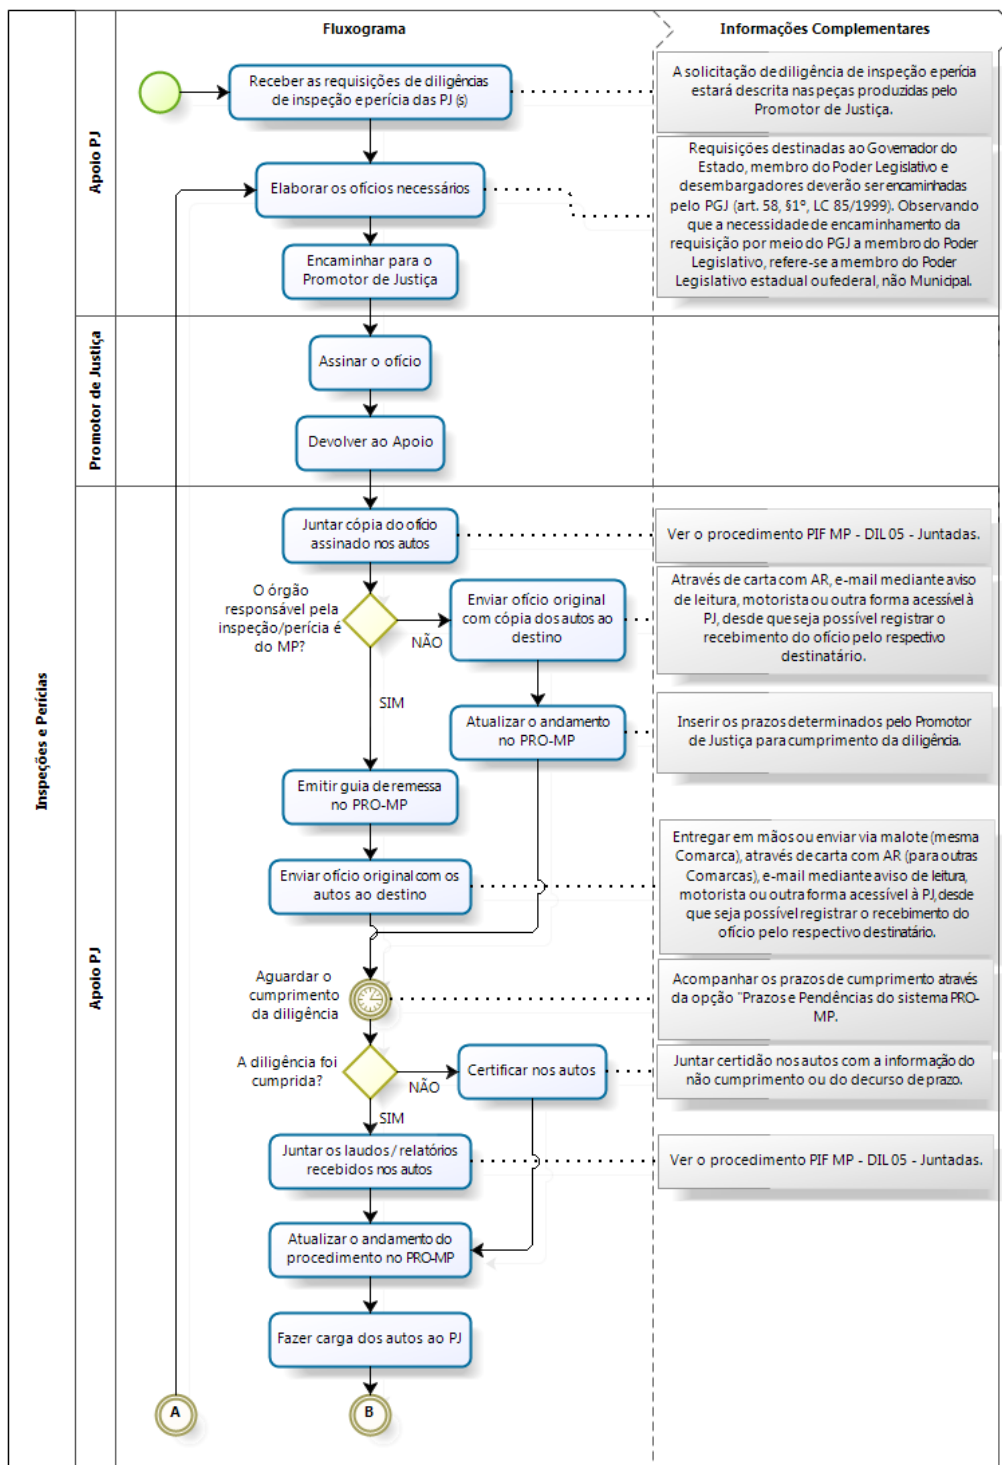 Fluxograma
Informações Complementares
Inspeções e Perícias
Apoio PJ
Receber as requisições de diligências
de inspeção e perícia das PJ (s)
A solicitação de diligência de inspeção e perícia
estará descrita nas peças produzidas pelo
Promotor de Justiça.
Elaborar os ofícios necessários
Requisições destinadas ao Governador do
Estado, membro do Poder Legislativo e
desembargadores deverão ser encaminhadas
pelo PGJ (art. 58, §1º, LC 85/1999). Observando
que a necessidade de encaminhamento da
requisição por meio do PGJ a membro do Poder
Legislativo, refere-se a membro do Poder
Legislativo estadual ou federal, não Municipal.
Encaminhar para o
Promotor de Justiça
Promotor de Justiça
Assinar o ofício
Devolver ao Apoio
Apoio PJ
Juntar cópia do ofício
assinado nos autos
Ver o procedimento PIF MP - DIL 05 - Juntadas.
O órgão
responsável pela
inspeção/perícia é
do MP?
NÃO
SIM
Enviar ofício original
com cópia dos autos ao
destino
Através de carta com AR, e-mail mediante aviso
de leitura, motorista ou outra forma acessível à
PJ, desde que seja possível registrar o
recebimento do ofício pelo respectivo
destinatário.
Atualizar o andamento
no PRO-MP
Inserir os prazos determinados pelo Promotor
de Justiça para cumprimento da diligência.
Emitir guia de remessa
no PRO-MP
Enviar ofício original com os
autos ao destino
Entregar em mãos ou enviar via malote (mesma
Comarca), através de carta com AR (para outras
Comarcas), e-mail mediante aviso de leitura,
motorista ou outra forma acessível à PJ, desde
que seja possível registrar o recebimento do
ofício pelo respectivo destinatário.
Aguardar o
cumprimento
da diligência
Acompanhar os prazos de cumprimento através
da opção "Prazos e Pendências do sistema PRO-
MP.
A diligência foi
cumprida?
NÃO
SIM
Certificar nos autos
Juntar certidão nos autos com a informação do
não cumprimento ou do decurso de prazo.
Juntar os laudos / relatórios
recebidos nos autos
Ver o procedimento PIF MP - DIL 05 - Juntadas.
Atualizar o andamento do
procedimento no PRO-MP
Fazer carga dos autos ao PJ
A
B